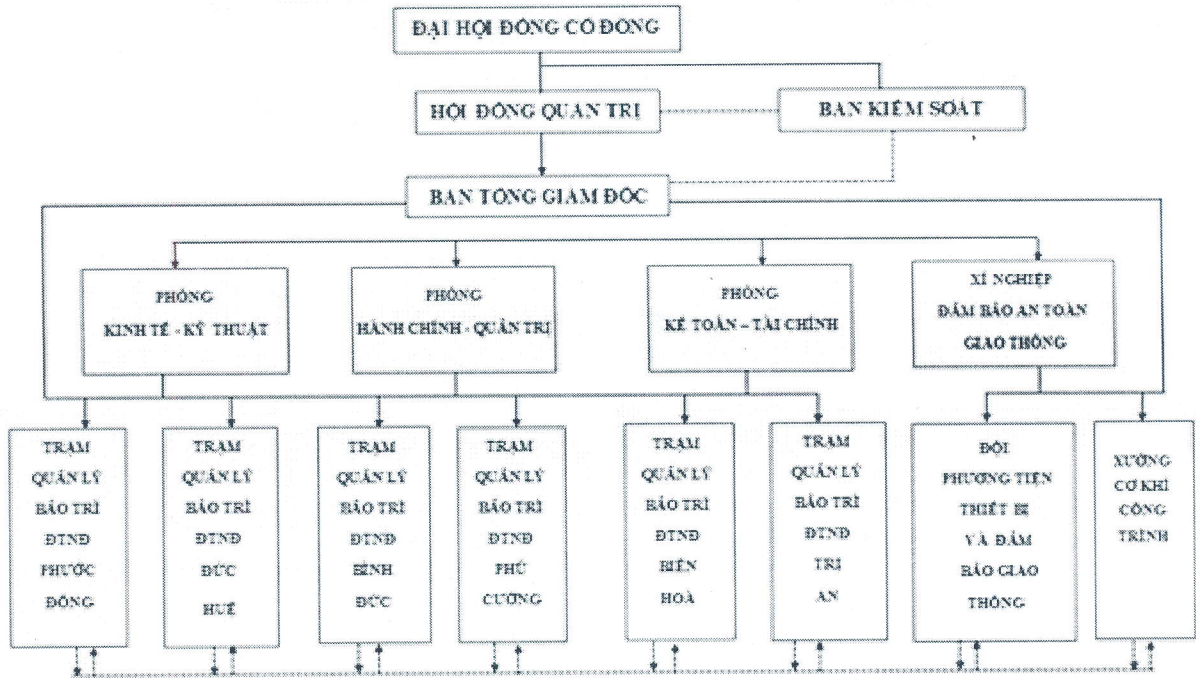 ĐẠI HỘI ĐỒNG CỔ ĐÔNG
HỘI ĐỒNG QUẢN TRỊ
BAN KIỂM SOÁT
BAN TỔNG GIÁM ĐỐC
PHÒNG
KINH TẾ - KỸ THUẬT
PHÒNG
HÀNH CHÍNH - QUẢN TRỊ
PHÒNG
KẾ TOÁN – TÀI CHÍNH
XÍ NGHIỆP
ĐẢM BẢO AN TOÀN
GIAO THÔNG
TRẠM
QUẢN LÝ
BẢO TRÌ
ĐTNĐ
PHƯỚC
ĐÔNG
TRẠM
QUẢN LÝ
BẢO TRÌ
ĐTNĐ
ĐỨC
HUỆ
TRẠM
QUẢN LÝ
BẢO TRÌ
ĐTNĐ
BÌNH
ĐỨC
TRẠM
QUẢN LÝ
BẢO TRÌ
ĐTNĐ
PHÚ
CƯỜNG
TRẠM
QUẢN LÝ
BẢO TRÌ
ĐTNĐ
BIÊN
HOÀ
TRẠM
QUẢN LÝ
BẢO TRÌ
ĐTNĐ
TRỊ
AN
ĐỘI
PHƯƠNG TIỆN
THIẾT BỊ
VÀ ĐẢM
BẢO GIAO
THÔNG
XƯỞNG
CƠ KHÍ
CÔNG
TRÌNH